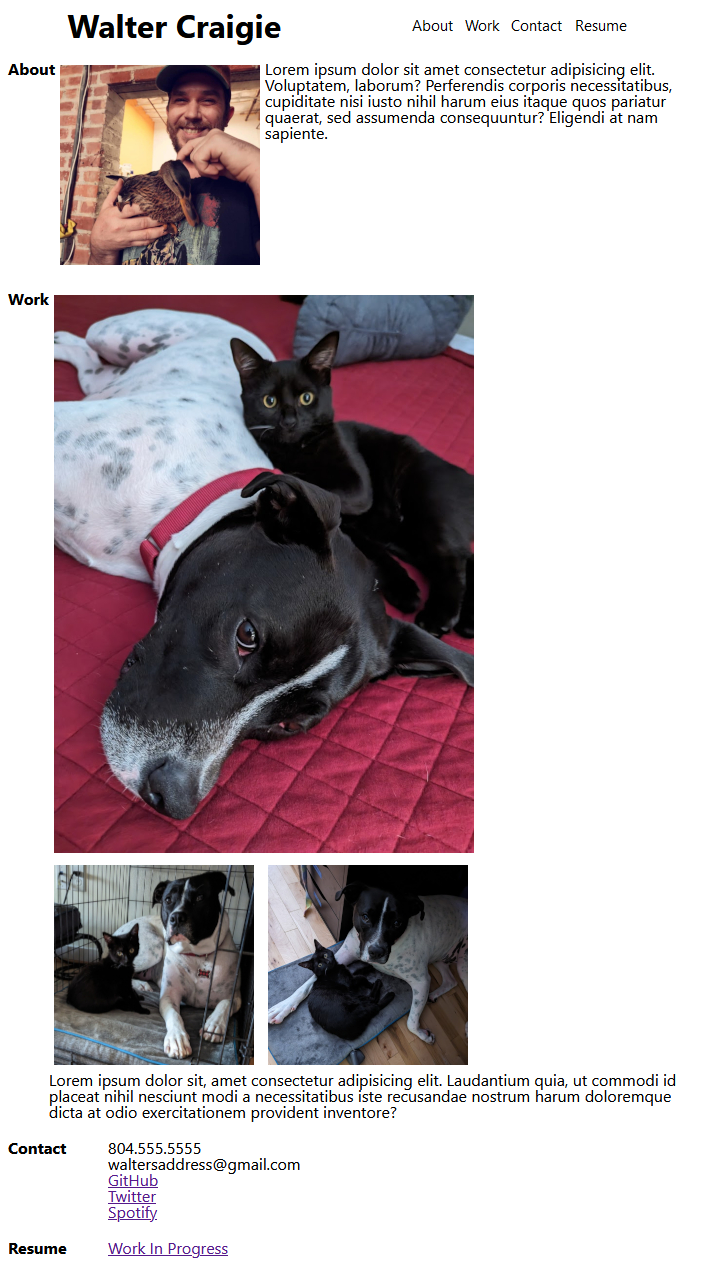 Walter Craigie
About Work Contact Resume
About
Lorem ipsum dolor sit amet consectetur adipisicing elit.
Voluptatem, laborum? Perferendis corporis necessitatibus,
cupiditate nisi iusto nihil harum eius itaque quos pariatur
quaerat, sed assumenda consequuntur? Eligendi at nam
sapiente.
Work
Lorem ipsum dolor sit, amet consectetur adipisicing elit. Laudantium quia, ut commodi id
placeat nihil nesciunt modi a necessitatibus iste recusandae nostrum harum doloremque
dicta at odio exercitationem provident inventore?
Contact 804.555.5555
waltersaddress@gmail.com
GitHub
Twitter
Spotify
Resume Work In Progress